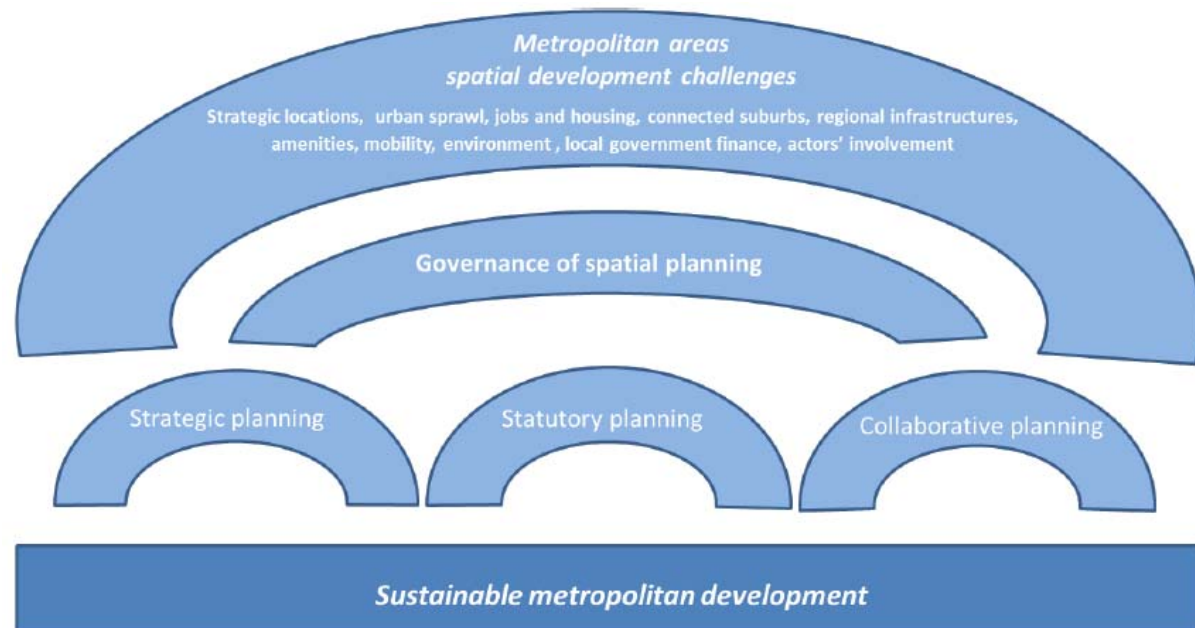 Metropolitan areas
spatial development challenges
Strategic locations, urban sprawl, jobs and housing, connected suburbs, regional infrastructures,
amenities, mobility, environment , local government finance, actors' involvement
Governance of spatial planning
Strategic planning
Statutory planning
Collaborative planning
Sustainable metropolitan development